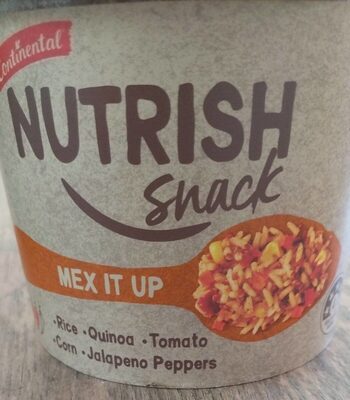 Continental
NUTRISH
snack
MEX IT UP
•Rice •Quinoa •Tomato
•Corn •Jalapeno Peppers